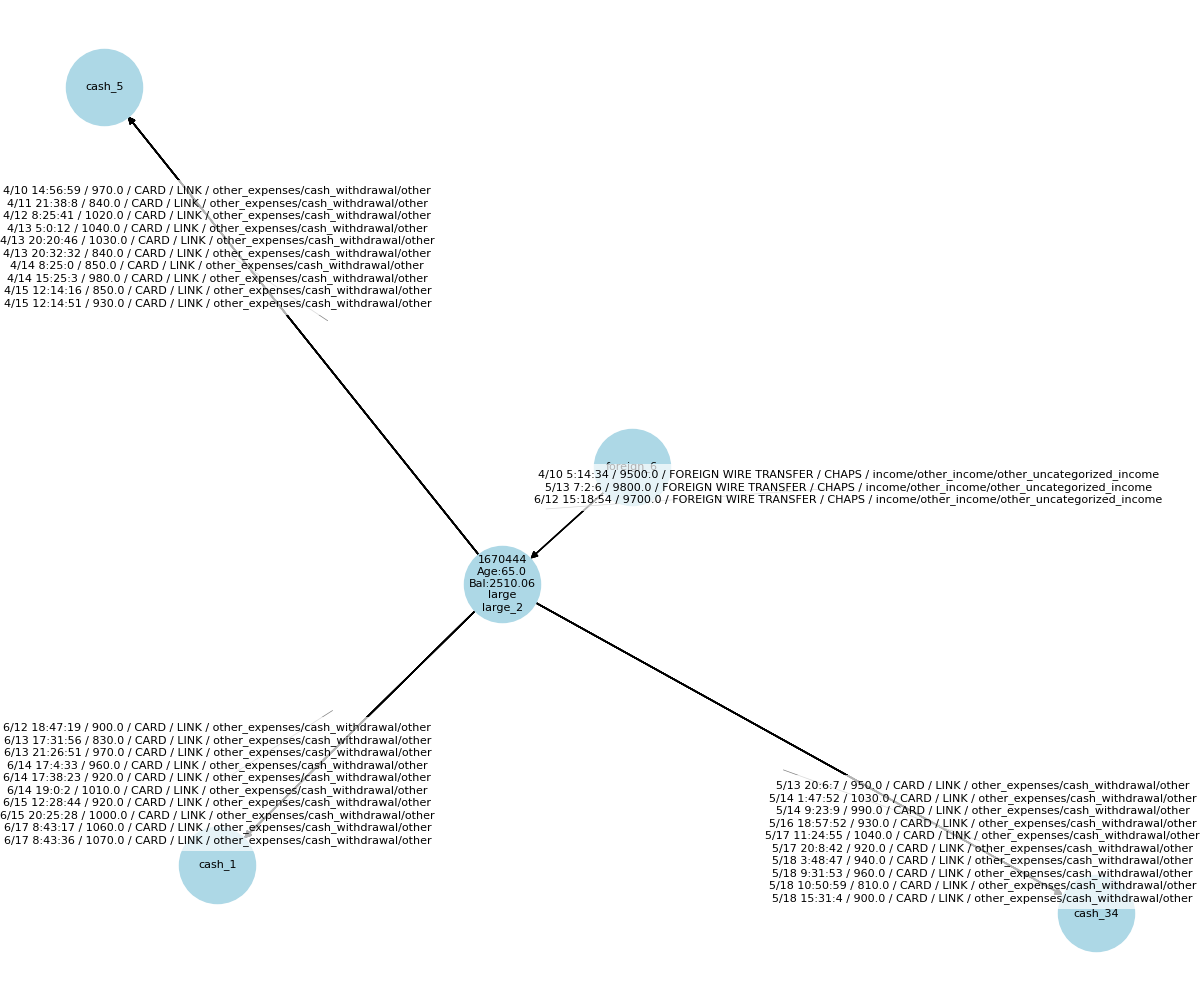 cash_5
4/10 14:56:59 / 970.0 / CARD / LINK / other_expenses/cash_withdrawal/other
4/11 21:38:8 / 840.0 / CARD / LINK / other_expenses/cash_withdrawal/other
4/12 8:25:41 / 1020.0 / CARD / LINK / other_expenses/cash_withdrawal/other
4/13 5:0:12 / 1040.0 / CARD / LINK / other_expenses/cash_withdrawal/other
4/13 20:20:46 / 1030.0 / CARD / LINK / other_expenses/cash_withdrawal/other
4/13 20:32:32 / 840.0 / CARD / LINK / other_expenses/cash_withdrawal/other
4/14 8:25:0 / 850.0 / CARD / LINK / other_expenses/cash_withdrawal/other
4/14 15:25:3 / 980.0 / CARD / LINK / other_expenses/cash_withdrawal/other
4/15 12:14:16 / 850.0 / CARD / LINK / other_expenses/cash_withdrawal/other
4/15 12:14:51 / 930.0 / CARD / LINK / other_expenses/cash_withdrawal/other
foreign_6
4/10 5:14:34 / 9500.0 / FOREIGN WIRE TRANSFER / CHAPS / income/other_income/other_uncategorized_income
5/13 7:2:6 / 9800.0 / FOREIGN WIRE TRANSFER / CHAPS / income/other_income/other_uncategorized_income
6/12 15:18:54 / 9700.0 / FOREIGN WIRE TRANSFER / CHAPS / income/other_income/other_uncategorized_income
1670444
Age:65.0
Bal:2510.06
large
large_2
6/12 18:47:19 / 900.0 / CARD / LINK / other_expenses/cash_withdrawal/other
6/13 17:31:56 / 830.0 / CARD / LINK / other_expenses/cash_withdrawal/other
6/13 21:26:51 / 970.0 / CARD / LINK / other_expenses/cash_withdrawal/other
6/14 17:4:33 / 960.0 / CARD / LINK / other_expenses/cash_withdrawal/other
6/14 17:38:23 / 920.0 / CARD / LINK / other_expenses/cash_withdrawal/other
6/14 19:0:2 / 1010.0 / CARD / LINK / other_expenses/cash_withdrawal/other
6/15 12:28:44 / 920.0 / CARD / LINK / other_expenses/cash_withdrawal/other
6/15 20:25:28 / 1000.0 / CARD / LINK / other_expenses/cash_withdrawal/other
6/17 8:43:17 / 1060.0 / CARD / LINK / other_expenses/cash_withdrawal/other
6/17 8:43:36 / 1070.0 / CARD / LINK / other_expenses/cash_withdrawal/other
cash_1
5/13 20:6:7 / 950.0 / CARD / LINK / other_expenses/cash_withdrawal/other
5/14 1:47:52 / 1030.0 / CARD / LINK / other_expenses/cash_withdrawal/other
5/14 9:23:9 / 990.0 / CARD / LINK / other_expenses/cash_withdrawal/other
5/16 18:57:52 / 930.0 / CARD / LINK / other_expenses/cash_withdrawal/other
5/17 11:24:55 / 1040.0 / CARD / LINK / other_expenses/cash_withdrawal/other
5/17 20:8:42 / 920.0 / CARD / LINK / other_expenses/cash_withdrawal/other
5/18 3:48:47 / 940.0 / CARD / LINK / other_expenses/cash_withdrawal/other
5/18 9:31:53 / 960.0 / CARD / LINK / other_expenses/cash_withdrawal/other
5/18 10:50:59 / 810.0 / CARD / LINK / other_expenses/cash_withdrawal/other
5/18 15:31:4 / 900.0 / CARD / LINK / other_expenses/cash_withdrawal/other
cash_34